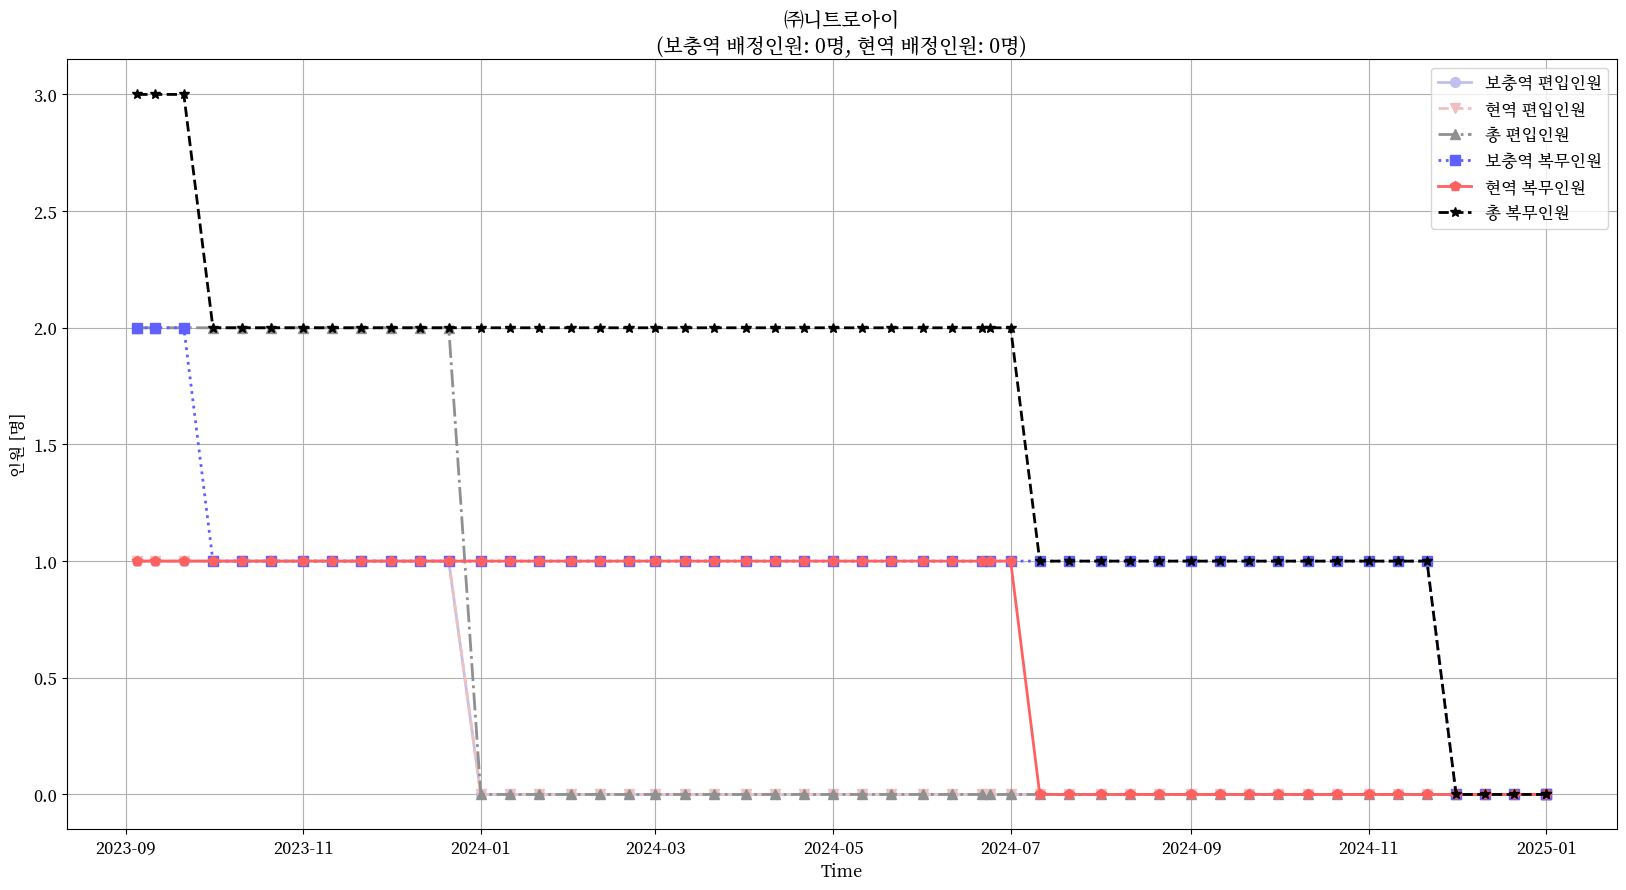 ㈜니트로아이
(보충역 배정인원: 0명, 현역 배정인원: 0명)
보충역 편입인원
현역 편입인원
총 편입인원
보충역 복무인원
현역 복무인원
총 복무인원
인원 [명]
3.0
2.5
2.0
1.5
1.0
0.5
0.0
2023-09
2023-11
2024-01
2024-03
2024-05
2024-07
2024-09
2024-11
2025-01
Time